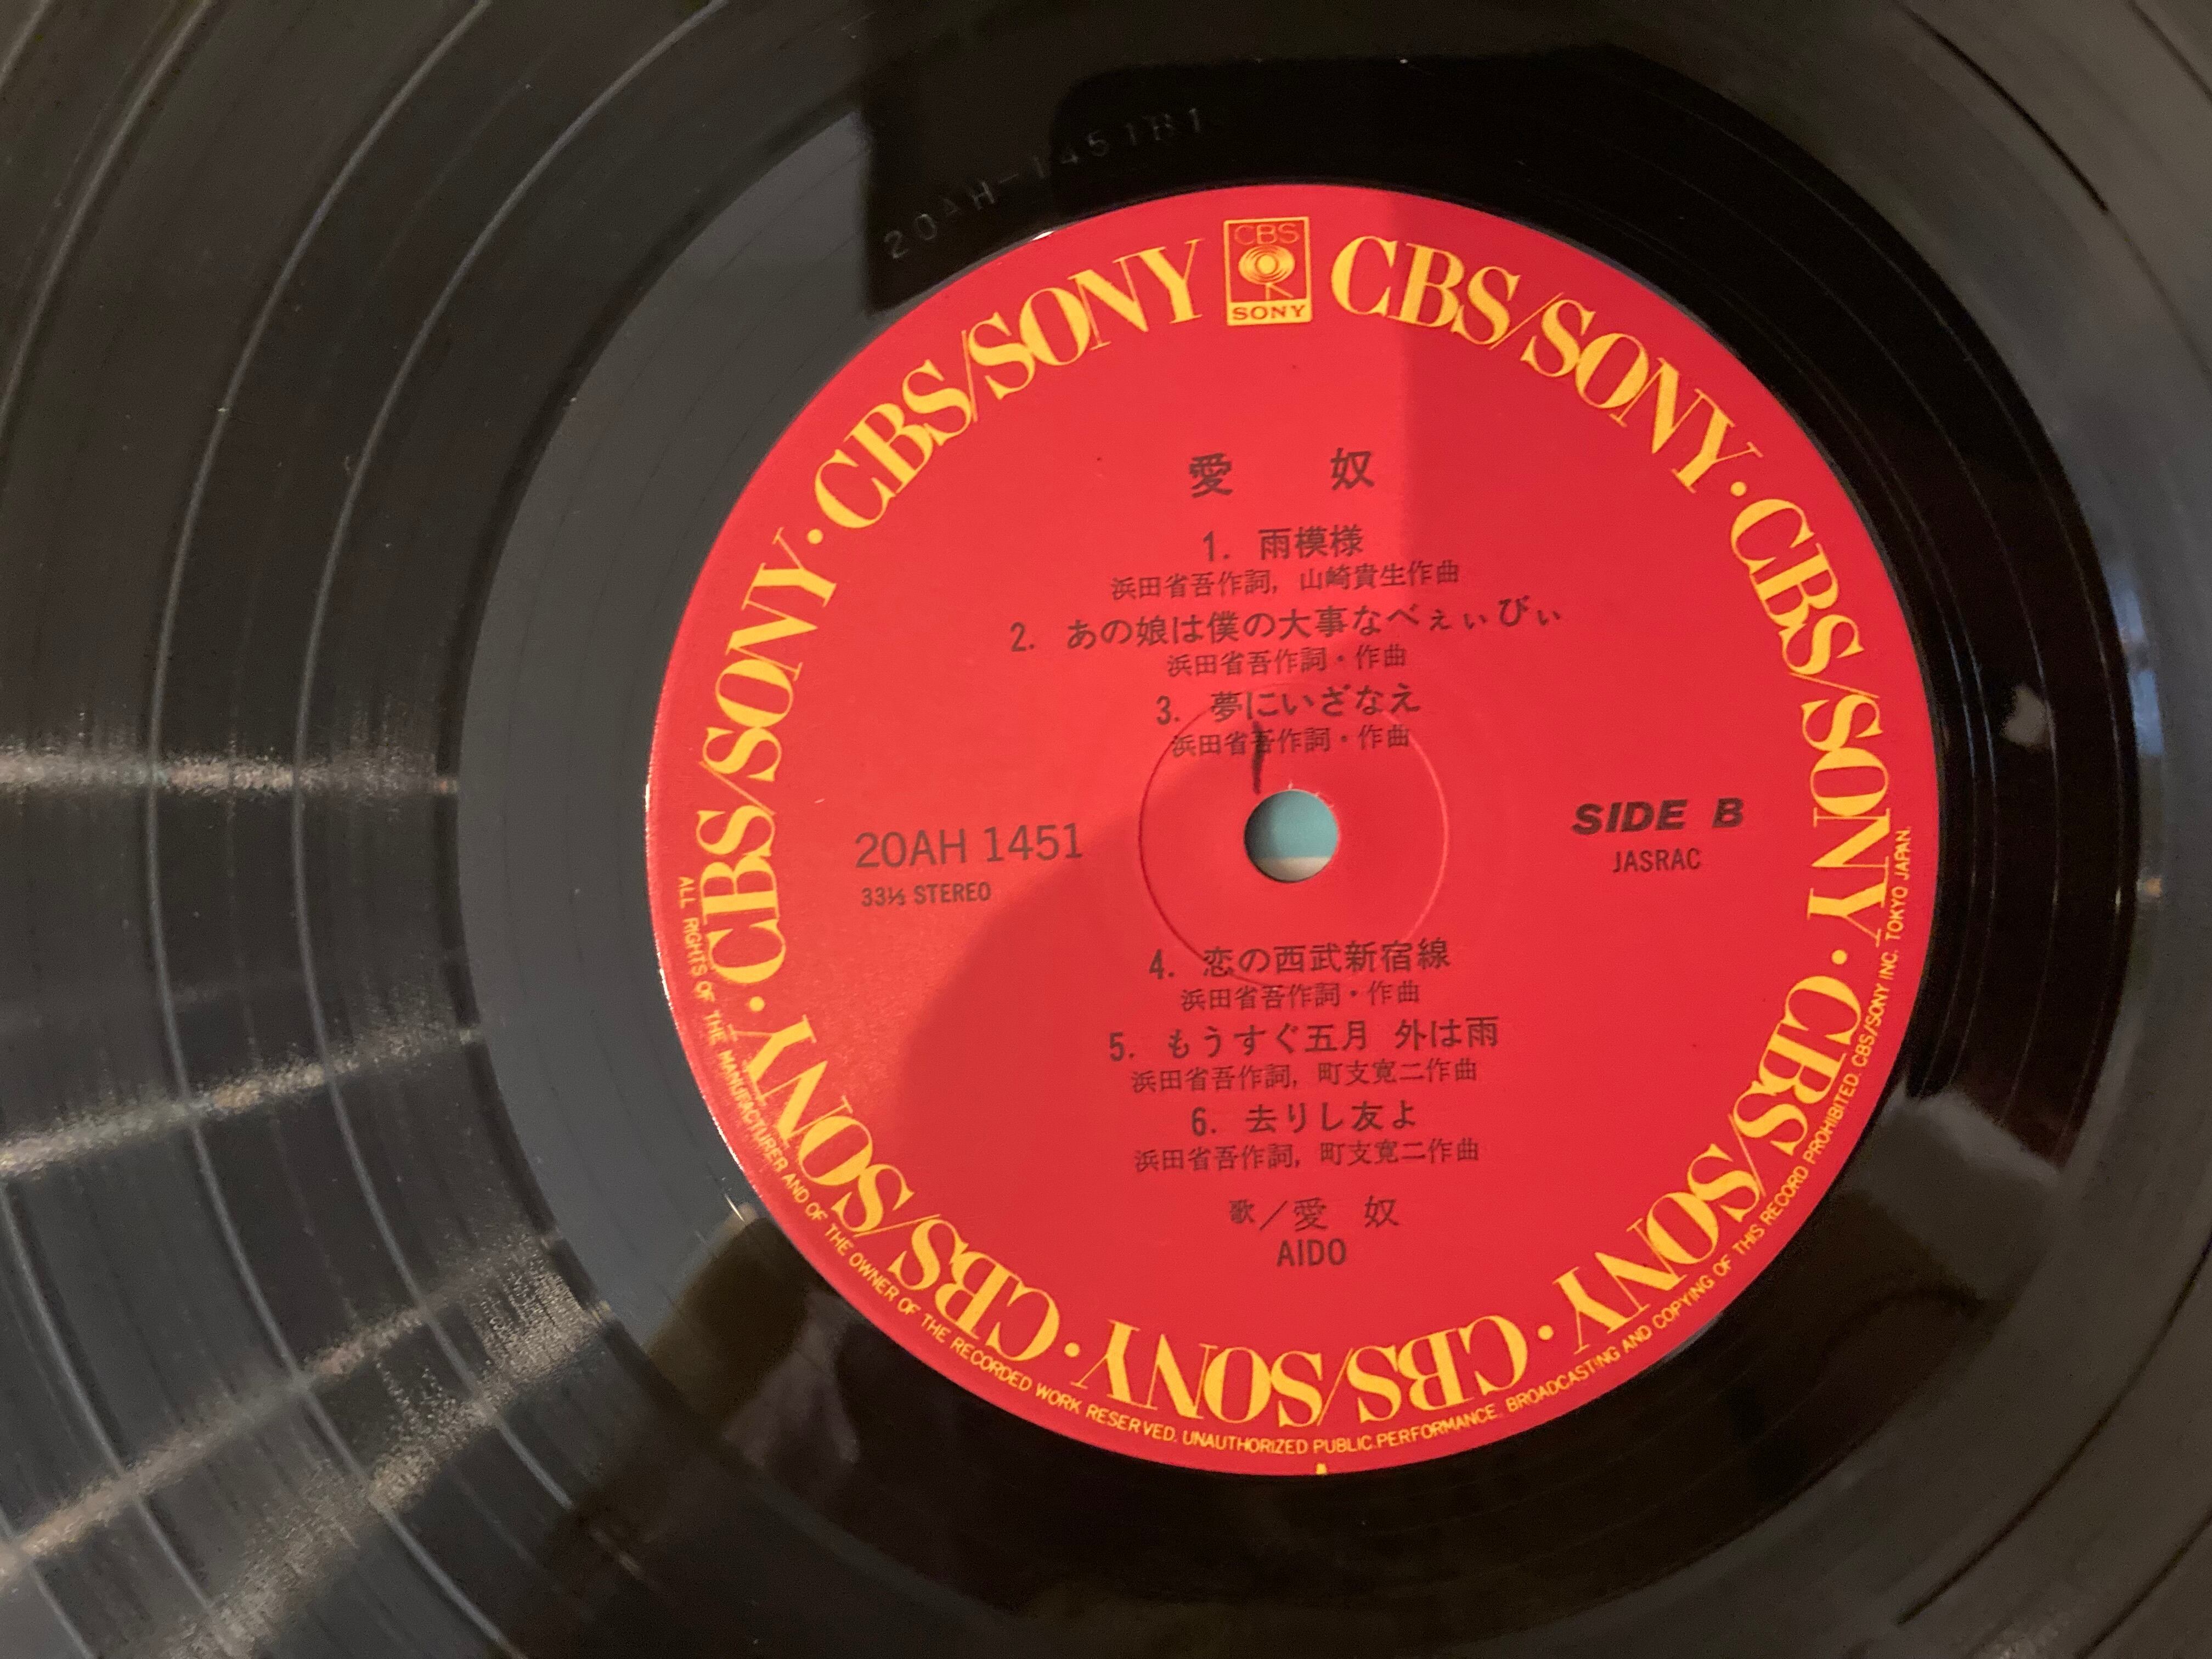 20AH-1451B1
CBS
SONY
CBS/SONY · CBS/SONY · CBS/SONY · CBS/SONY · CBS/SONY · CBS/SONY · CBS/SONY · CBS/SONY · CBS/SONY
愛 奴
1. 雨模様
浜田省吾作詞, 山崎貴生作曲
2. あの娘は僕の大事なべぇぃびぃ
浜田省吾作詞・作曲
3. 夢にいざなえ
浜田省吾作詞・作曲
20AH 1451
33⅓ STEREO
SIDE B
JASRAC
4. 恋の西武新宿線
浜田省吾作詞・作曲
5. もうすぐ五月 外は雨
浜田省吾作詞, 町支寛二作曲
6. 去りし友よ
浜田省吾作詞, 町支寛二作曲
歌/愛 奴
AIDO
ALL RIGHTS OF THE MANUFACTURER AND OF THE OWNER OF THE RECORDED WORK RESERVED. UNAUTHORIZED PUBLIC PERFORMANCE, BROADCASTING AND COPYING OF THIS RECORD PROHIBITED. CBS/SONY INC. TOKYO JAPAN.